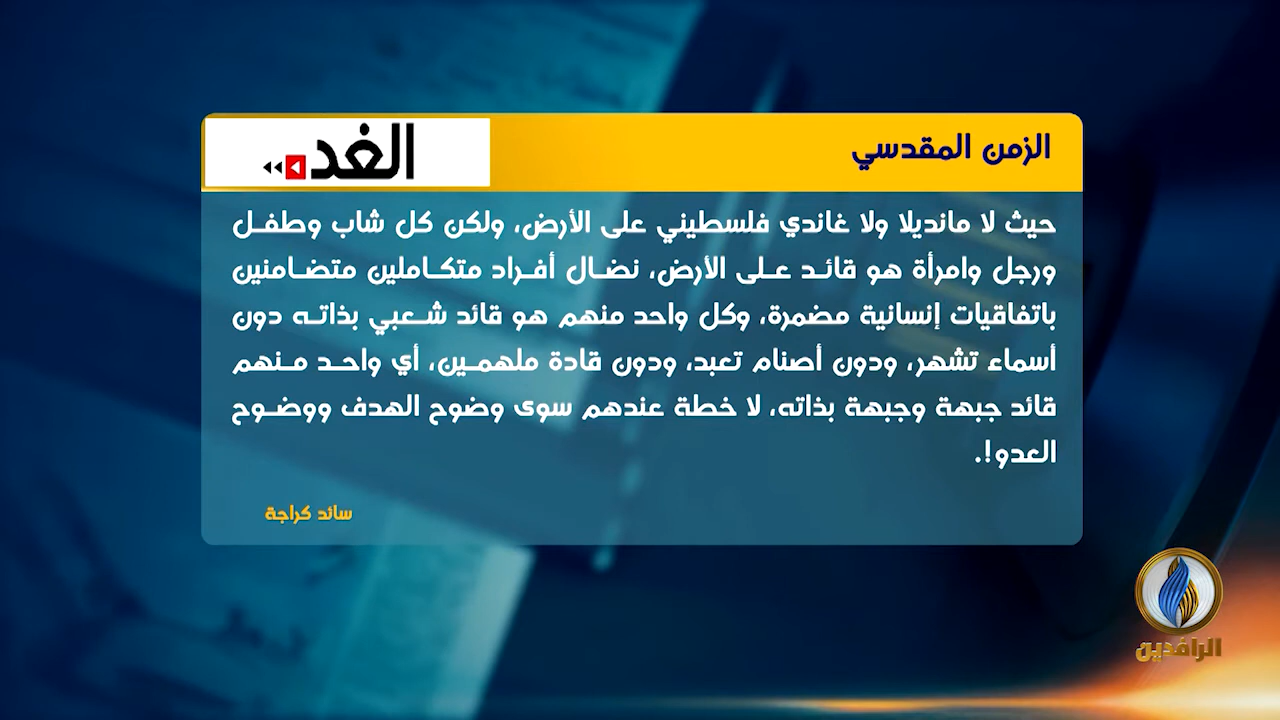 الزمن المقدسي
الغد
حيث لا مانديلا ولا غاندي فلسطيني على الأرض، ولكن كل شاب وطفل
ورجل وامرأة هو قائد على الأرض، نضال أفراد متكاملين متضامنين
باتفاقيات إنسانية مضمرة، وكل واحد منهم هو قائد شعبي بذاته دون
أسماء تشهر، ودون أصنام تعبد، ودون قادة ملهمين، أي واحد منهم
قائد جبهة وجبهة بذاته، لا خطة عندهم سوى وضوح الهدف ووضوح
العدو!.
سائد كراجة
الرافدين